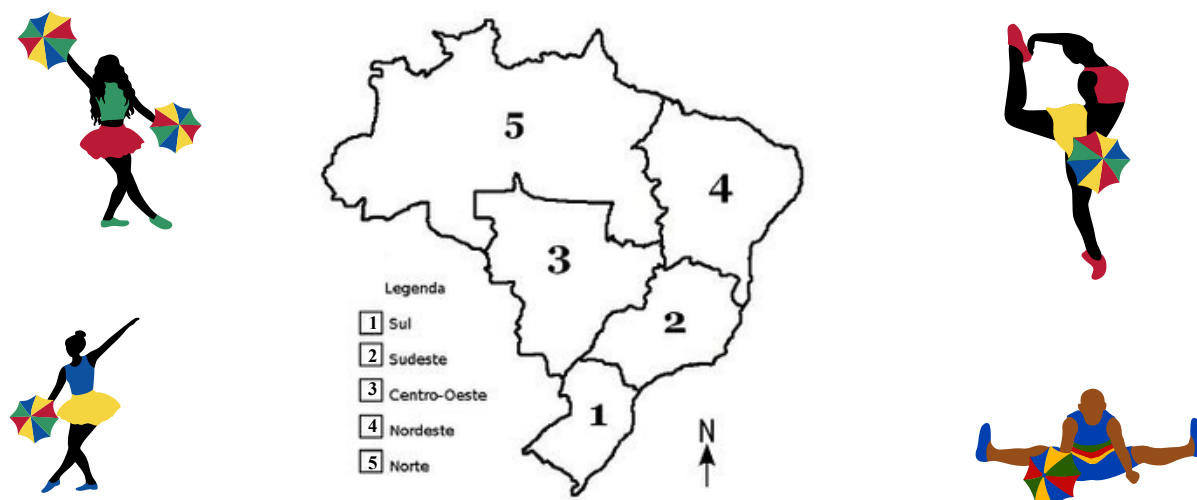 5
4
3
2
1
Legenda
1 Sul
2 Sudeste
3 Centro-Oeste
4 Nordeste
5 Norte
N